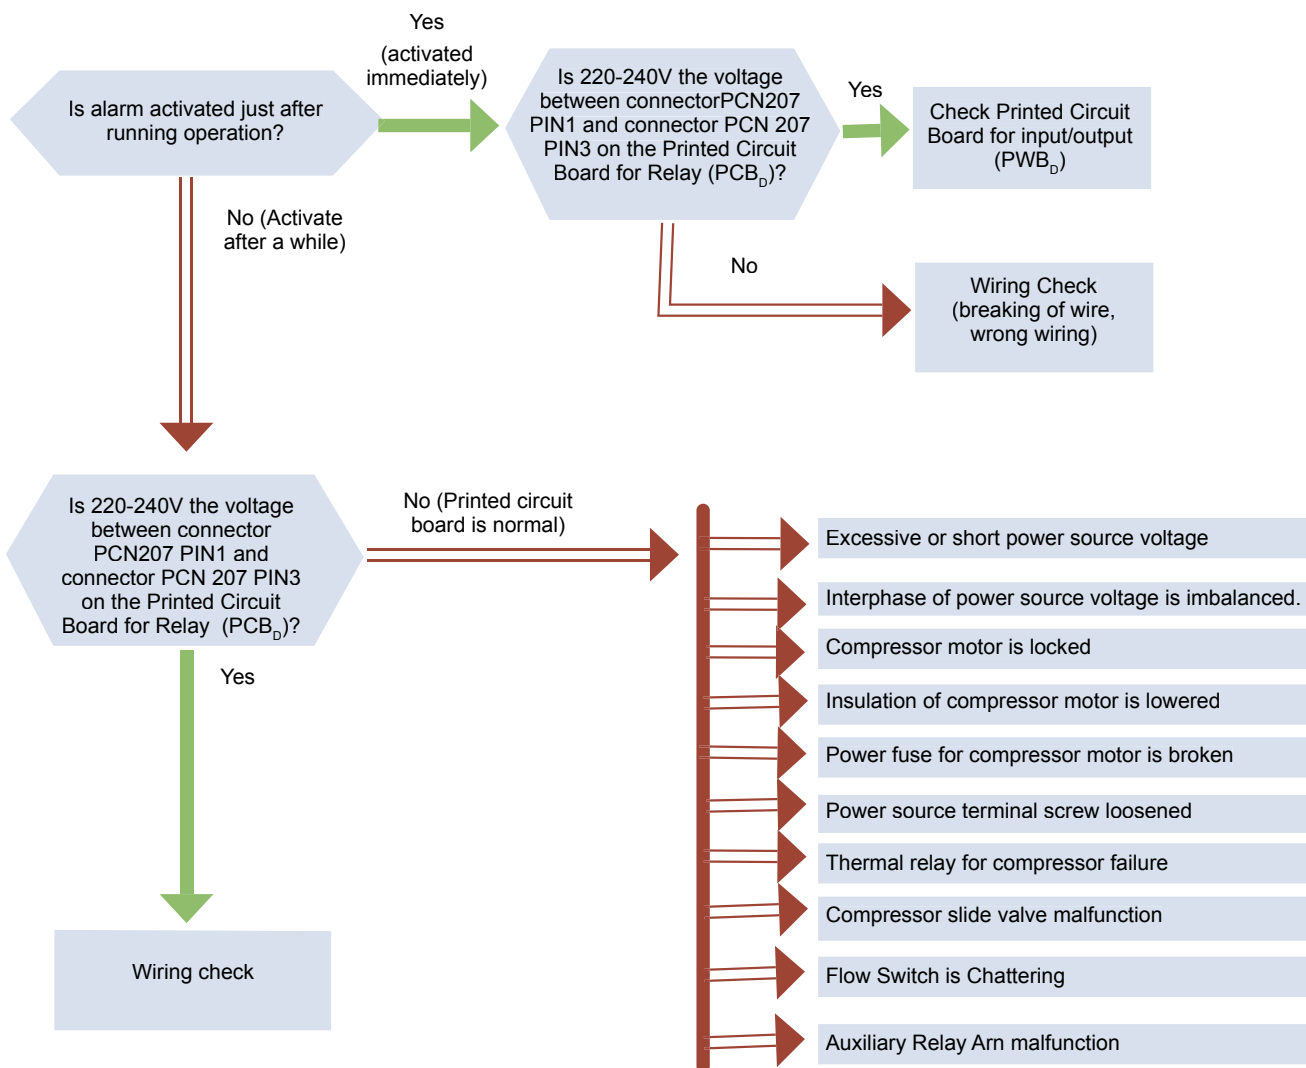 Yes
(activated
immediately)
Is alarm activated just after
running operation?
Is 220-240V the voltage
between connectorPCN207
PIN1 and connector PCN 207
PIN3 on the Printed Circuit
Board for Relay (PCBD)?
Yes
Check Printed Circuit
Board for input/output
(PWBD)
No (Activate
after a while)
No
Wiring Check
(breaking of wire,
wrong wiring)
Is 220-240V the voltage
between connector
PCN207 PIN1 and
connector PCN 207 PIN3
on the Printed Circuit
Board for Relay (PCBD)?
No (Printed circuit
board is normal)
Yes
Wiring check
Excessive or short power source voltage
Interphase of power source voltage is imbalanced.
Compressor motor is locked
Insulation of compressor motor is lowered
Power fuse for compressor motor is broken
Power source terminal screw loosened
Thermal relay for compressor failure
Compressor slide valve malfunction
Flow Switch is Chattering
Auxiliary Relay Arn malfunction